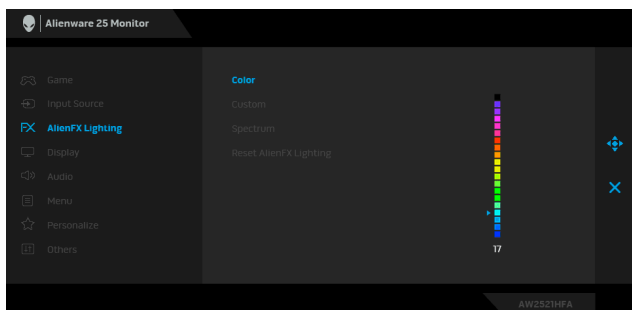 Alienware 25 Monitor
Game
Color
Input Source
Custom
FX AlienFX Lighting
Spectrum
Display
Reset AlienFX Lighting
Audio
Menu
Personalize
Others
17
AW2521HFA